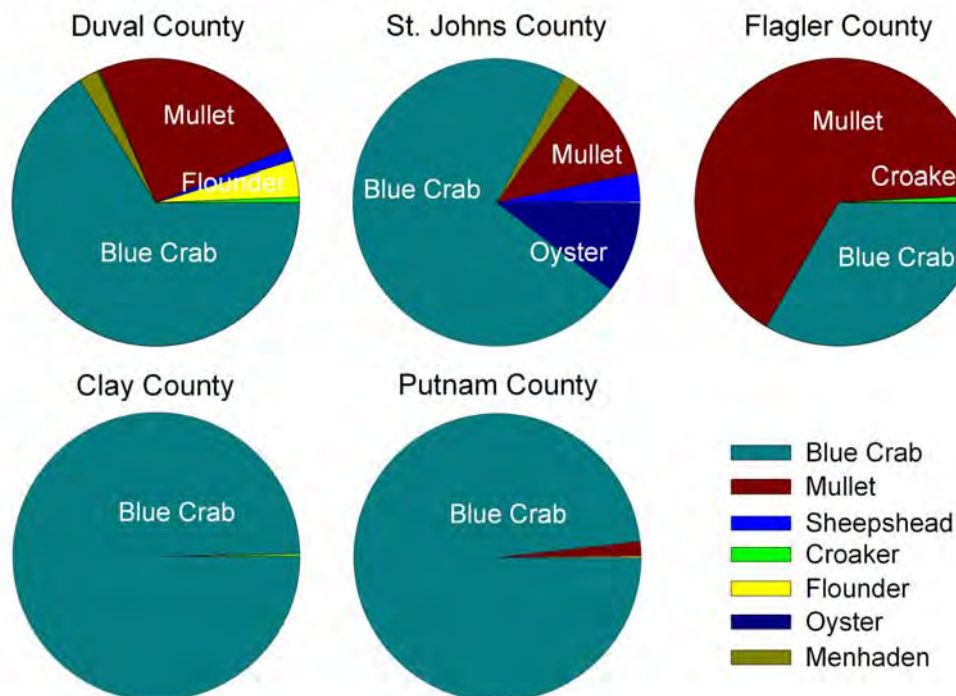 Duval County
St. Johns County
Flagler County
Mullet
Flounder
Blue Crab
Blue Crab
Mullet
Oyster
Mullet
Croake
Blue Crab
Clay County
Putnam County
Blue Crab
Blue Crab
Blue Crab
Mullet
Sheepshead
Croaker
Flounder
Oyster
Menhaden